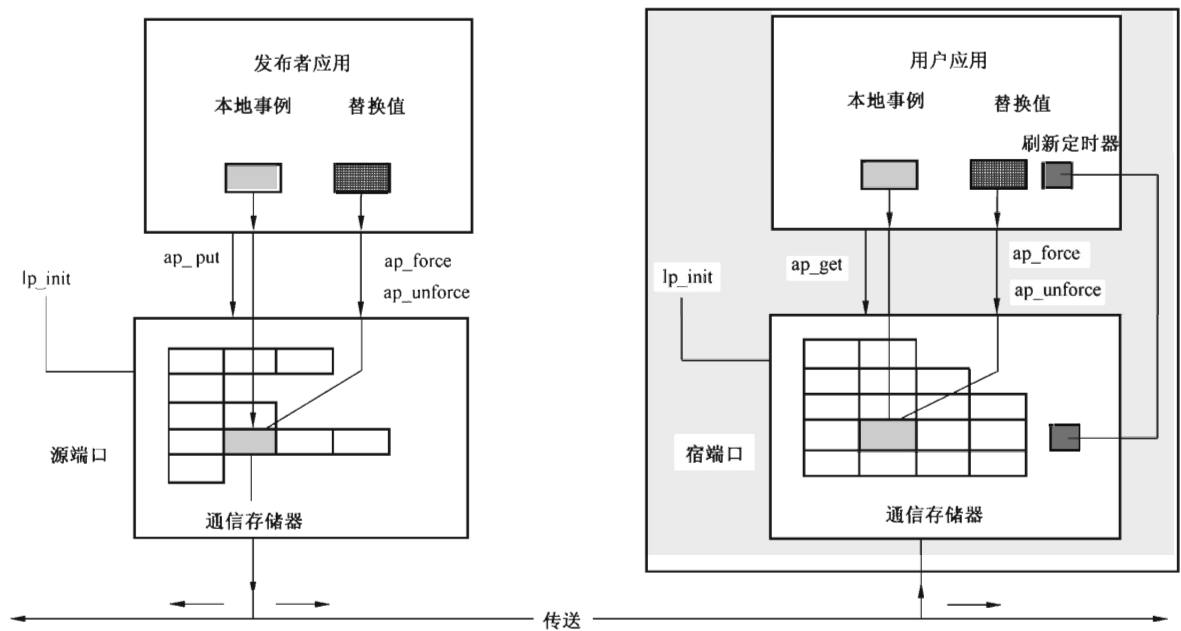 发布者应用
本地事例 替换值
ap_put
ap_force
ap_unforce
lp_init
源端口
通信存储器
用户应用
本地事例 替换值
刷新定时器
ap_get
ap_force
ap_unforce
lp_init
宿端口
通信存储器
传送